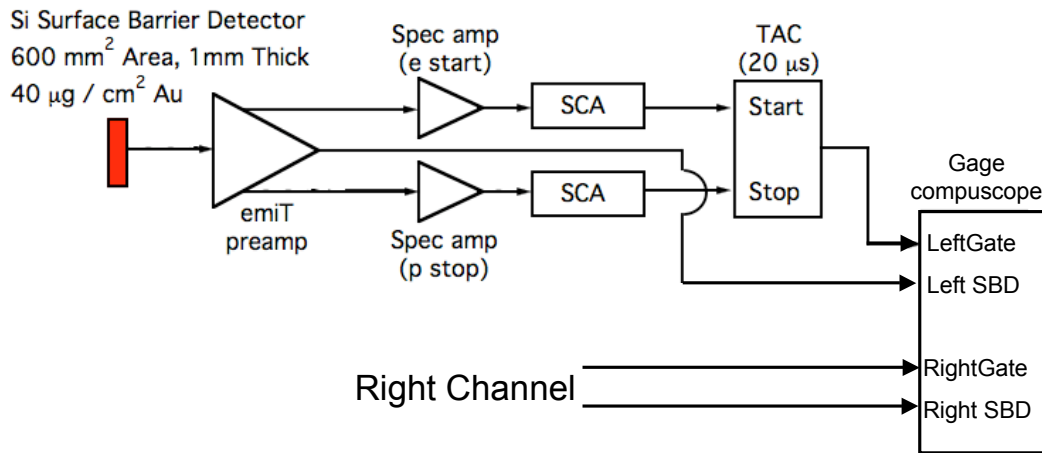 Si Surface Barrier Detector
600 mm² Area, 1mm Thick
40 µg / cm² Au
emiT
preamp
Spec amp
(e start)
SCA
Spec amp
(p stop)
SCA
TAC
(20 µs)
Start
Stop
Gage
compuscope
LeftGate
Left SBD
RightGate
Right SBD
Right Channel